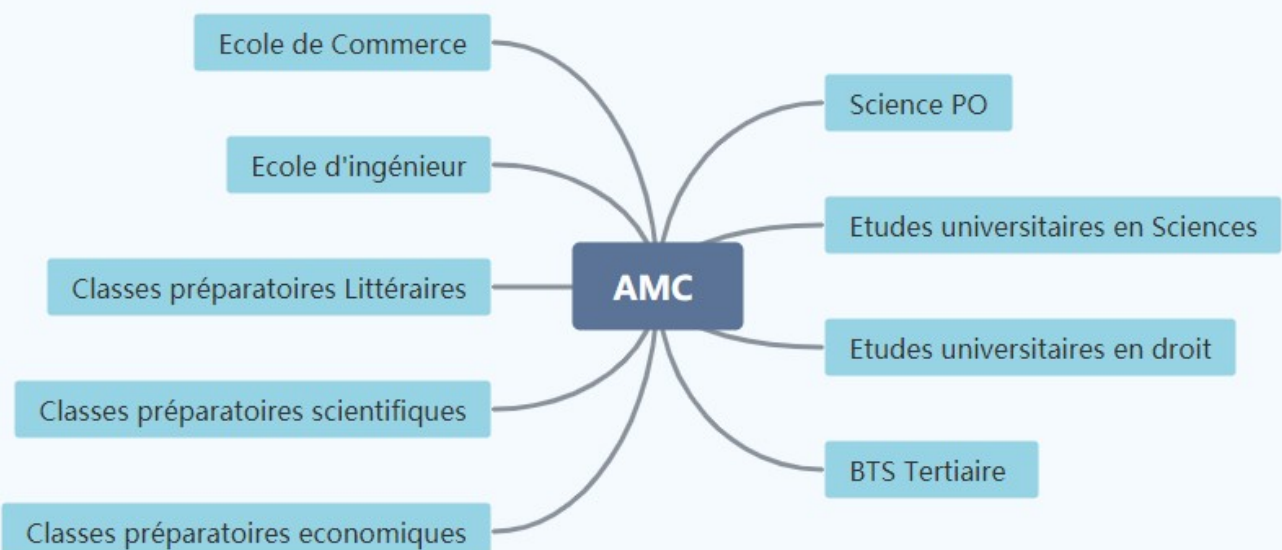 Ecole de Commerce
Ecole d'ingénieur
Classes préparatoires Littéraires
Classes préparatoires scientifiques
Classes préparatoires economiques
AMC
Science PO
Etudes universitaires en Sciences
Etudes universitaires en droit
BTS Tertiaire